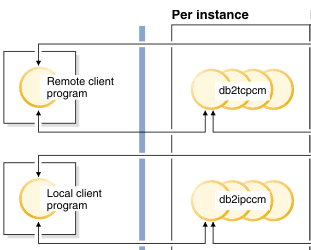 Per instance
Remote client
program
db2tcpcm
Local client
program
db2ipccm